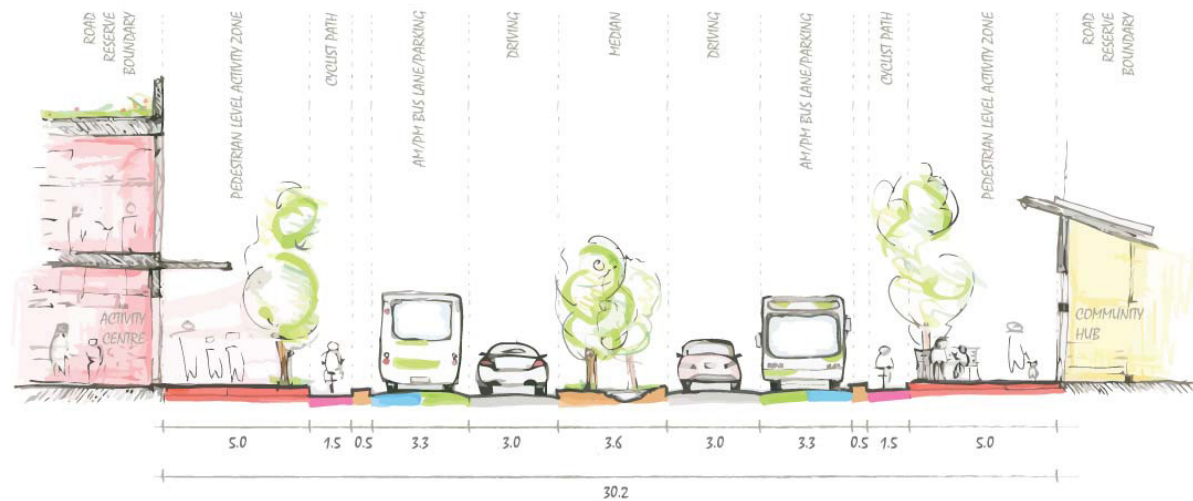 ROAD
RESERVE
BOUNDARY
PEDESTRIAN LEVEL ACTIVITY ZONE
CYCLIST PATH
AM/PM BUS LANE/PARKING
DRIVING
MEDIAN
DRIVING
AM/PM BUS LANE/PARKING
CYCLIST PATH
PEDESTRIAN LEVEL ACTIVITY ZONE
ROAD
RESERVE
BOUNDARY
ACTIVITY
CENTRE
COMMUNITY
HUB
5.0
1.5
0.5
3.3
3.0
3.6
3.0
3.3
0.5
1.5
5.0
30.2